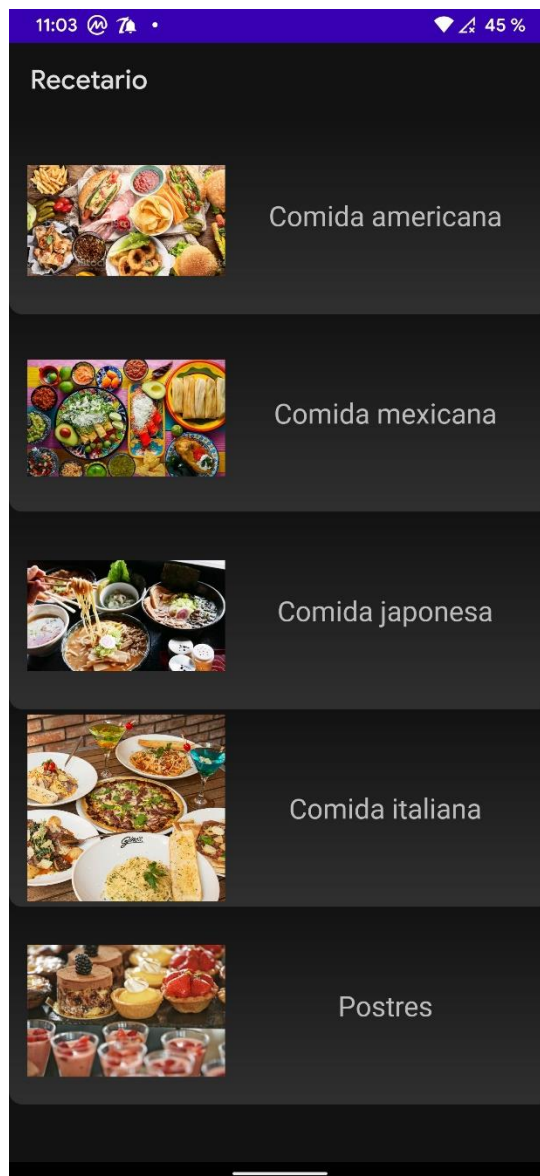 11:03
45 %
Recetario
Comida americana
Comida mexicana
Comida japonesa
Comida italiana
Postres